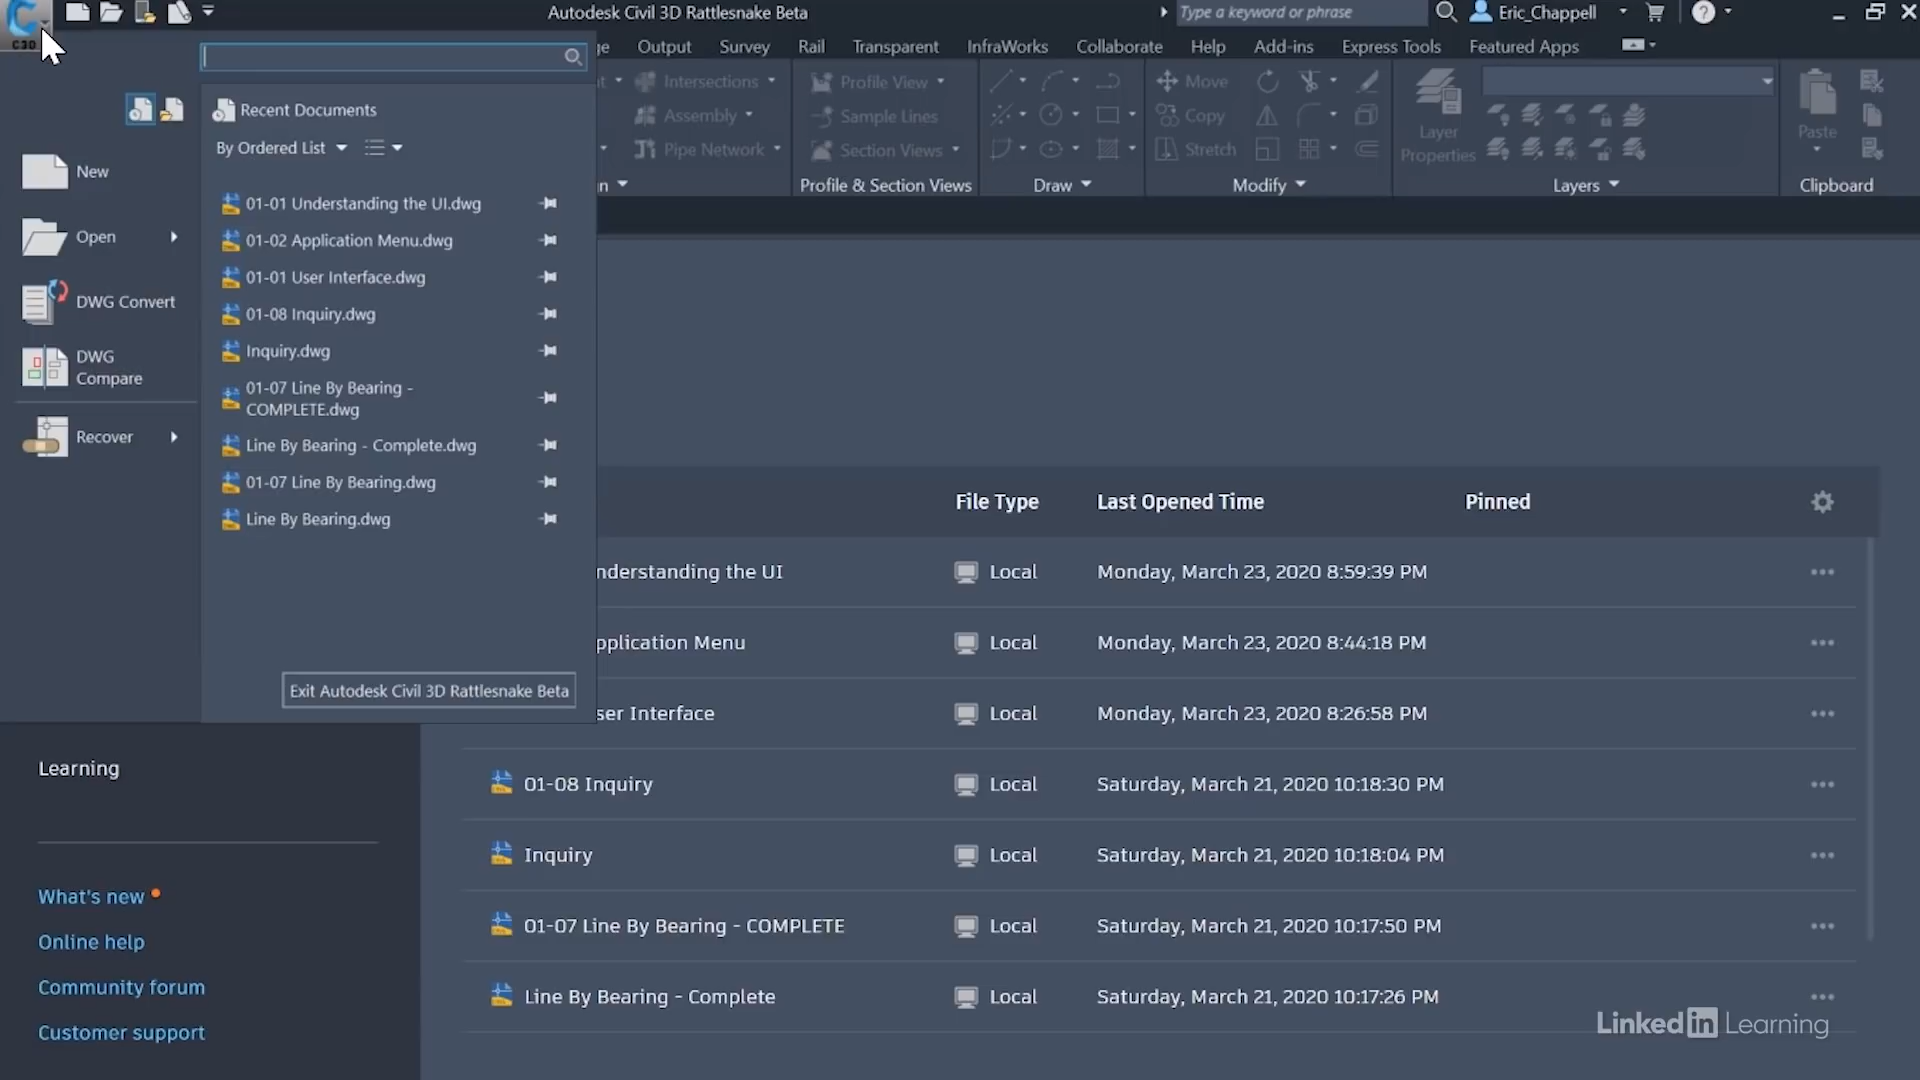 Autodesk Civil 3D Rattlesnake Beta
Type a keyword or phrase
Eric_Chappell
C3D
Output
Survey
Rail
Transparent
InfraWorks
Collaborate
Help
Add-ins
Express Tools
Featured Apps
Intersections
Assembly
Pipe Network
Profile View
Sample Lines
Section Views
Profile & Section Views
Draw
Move
Copy
Stretch
Modify
Layer
Properties
Layers
Paste
Clipboard
Recent Documents
By Ordered List
New
Open
DWG Convert
DWG
Compare
Recover
01-01 Understanding the UI.dwg
01-02 Application Menu.dwg
01-01 User Interface.dwg
01-08 Inquiry.dwg
Inquiry.dwg
01-07 Line By Bearing -
COMPLETE.dwg
Line By Bearing - Complete.dwg
01-07 Line By Bearing.dwg
Line By Bearing.dwg
Exit Autodesk Civil 3D Rattlesnake Beta
File Type Last Opened Time Pinned
nderstanding the UI Local Monday, March 23, 2020 8:59:39 PM
pplication Menu Local Monday, March 23, 2020 8:44:18 PM
ser Interface Local Monday, March 23, 2020 8:26:58 PM
01-08 Inquiry Local Saturday, March 21, 2020 10:18:30 PM
Inquiry Local Saturday, March 21, 2020 10:18:04 PM
01-07 Line By Bearing - COMPLETE Local Saturday, March 21, 2020 10:17:50 PM
Line By Bearing - Complete Local Saturday, March 21, 2020 10:17:26 PM
Learning
What's new
Online help
Community forum
Customer support
Linked in Learning